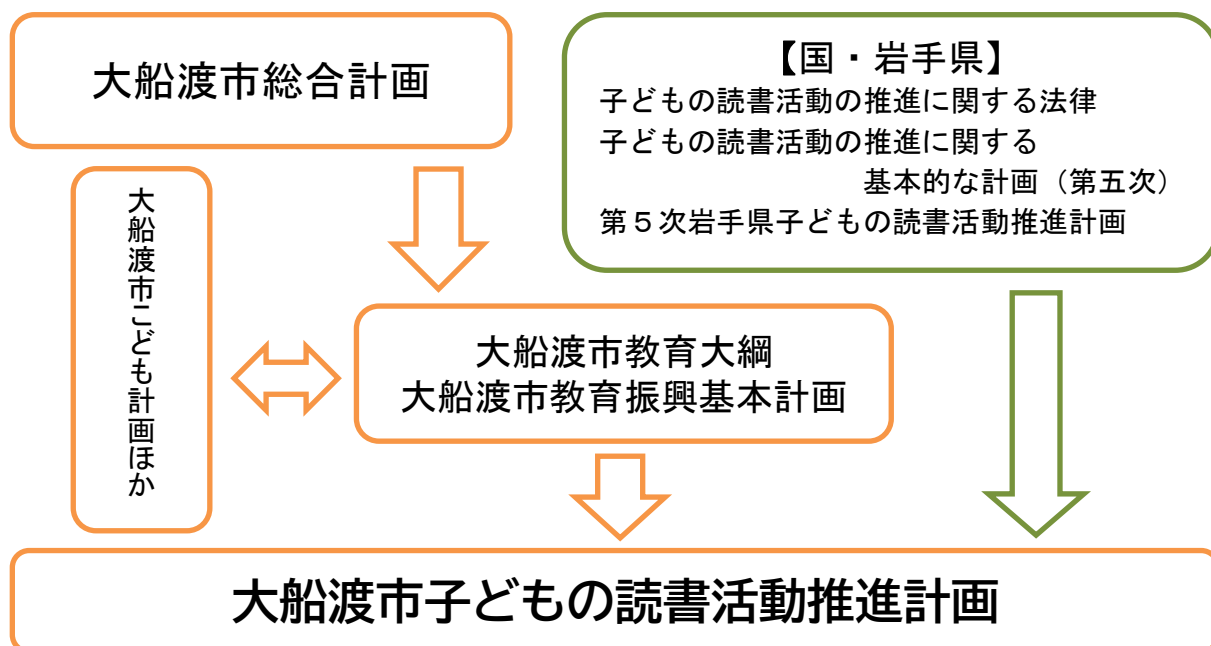 大船渡市総合計画
【国・岩手県】
子どもの読書活動の推進に関する法律
子どもの読書活動の推進に関する
基本的な計画（第五次）
第５次岩手県子どもの読書活動推進計画
大船渡市こども計画ほか
大船渡市教育大綱
大船渡市教育振興基本計画
大船渡市子どもの読書活動推進計画